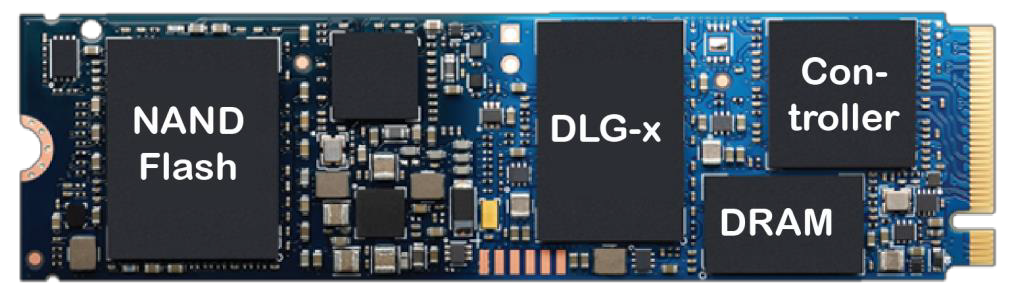 NAND
Flash
DLG-x
Con-
troller
DRAM